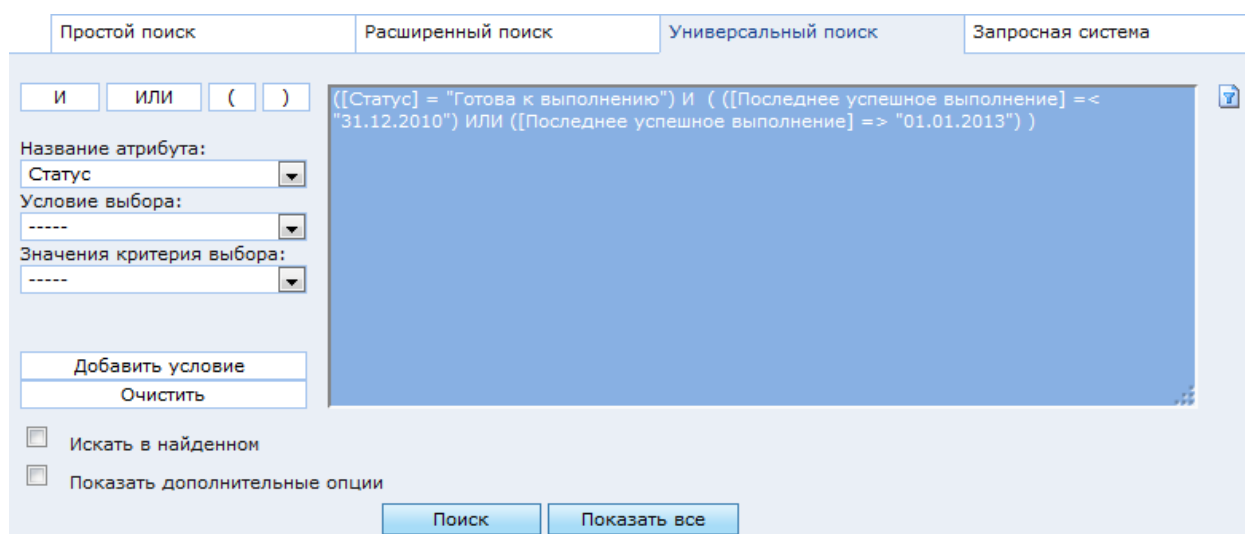 Простой поиск Расширенный поиск Универсальный поиск Запросная система
И ИЛИ ( )
([Статус] = "Готова к выполнению") И ( ([Последнее успешное выполнение] =<
"31.12.2010") ИЛИ ([Последнее успешное выполнение] => "01.01.2013") )
Название атрибута:
Статус
Условие выбора:
-----
Значения критерия выбора:
-----
Добавить условие
Очистить
Искать в найденном
Показать дополнительные опции
Поиск Показать все